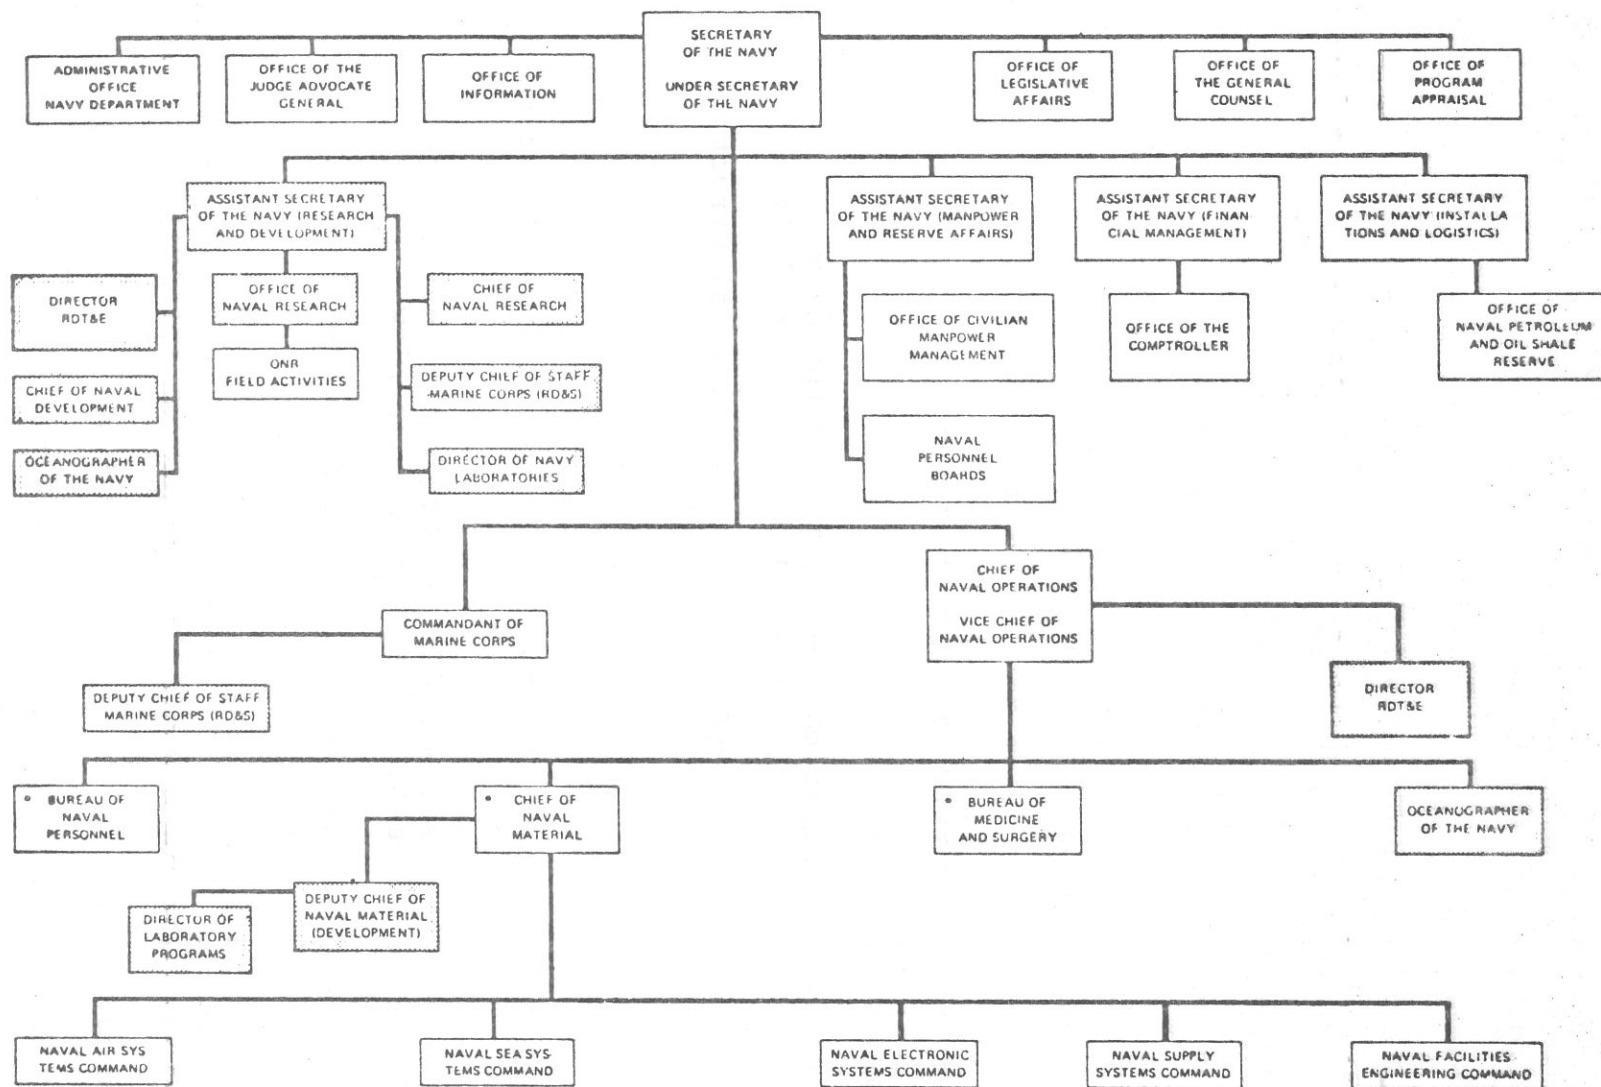 SECRETARY
OF THE NAVY
UNDER SECRETARY
OF THE NAVY
ADMINISTRATIVE
OFFICE
NAVY DEPARTMENT
OFFICE OF THE
JUDGE ADVOCATE
GENERAL
OFFICE OF
INFORMATION
OFFICE OF
LEGISLATIVE
AFFAIRS
OFFICE OF
THE GENERAL
COUNSEL
OFFICE OF
PROGRAM
APPRAISAL
ASSISTANT SECRETARY
OF THE NAVY (RESEARCH
AND DEVELOPMENT)
ASSISTANT SECRETARY
OF THE NAVY (MANPOWER
AND RESERVE AFFAIRS)
ASSISTANT SECRETARY
OF THE NAVY (FINAN
CIAL MANAGEMENT)
ASSISTANT SECRETARY
OF THE NAVY (INSTALLA
TIONS AND LOGISTICS)
DIRECTOR
RDT&E
OFFICE OF
NAVAL RESEARCH
CHIEF OF
NAVAL RESEARCH
OFFICE OF CIVILIAN
MANPOWER
MANAGEMENT
OFFICE OF THE
COMPTROLLER
OFFICE OF
NAVAL PETROLEUM
AND OIL SHALE
RESERVE
CHIEF OF NAVAL
DEVELOPMENT
ONR
FIELD ACTIVITIES
DEPUTY CHIEF OF STAFF
MARINE CORPS (RD&S)
OCEANOGRAPHER
OF THE NAVY
DIRECTOR OF NAVY
LABORATORIES
NAVAL
PERSONNEL
BOARDS
COMMANDANT OF
MARINE CORPS
CHIEF OF
NAVAL OPERATIONS
VICE CHIEF OF
NAVAL OPERATIONS
DEPUTY CHIEF OF STAFF
MARINE CORPS (RD&S)
DIRECTOR
RDT&E
• BUREAU OF
NAVAL
PERSONNEL
• CHIEF OF
NAVAL
MATERIAL
• BUREAU OF
MEDICINE
AND SURGERY
OCEANOGRAPHER
OF THE NAVY
DIRECTOR OF
LABORATORY
PROGRAMS
DEPUTY CHIEF OF
NAVAL MATERIAL
(DEVELOPMENT)
NAVAL AIR SYS
TEMS COMMAND
NAVAL SEA SYS
TEMS COMMAND
NAVAL ELECTRONIC
SYSTEMS COMMAND
NAVAL SUPPLY
SYSTEMS COMMAND
NAVAL FACILITIES
ENGINEERING COMMAND